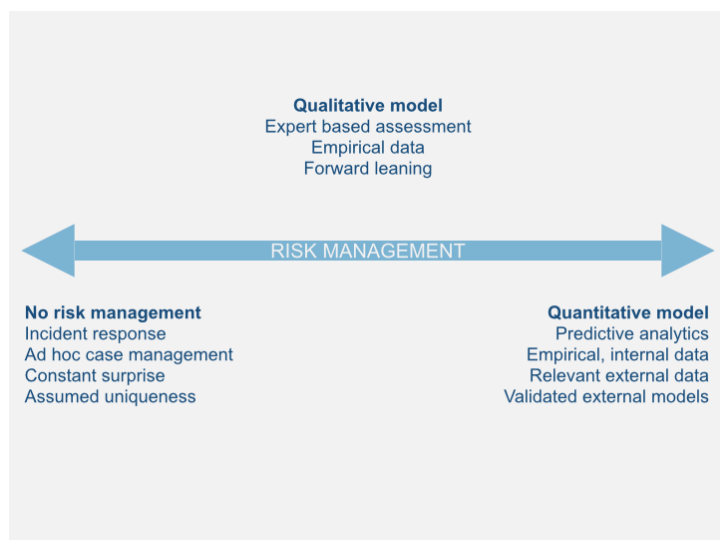 Qualitative model
Expert based assessment
Empirical data
Forward leaning
RISK MANAGEMENT
No risk management
Incident response
Ad hoc case management
Constant surprise
Assumed uniqueness
Quantitative model
Predictive analytics
Empirical, internal data
Relevant external data
Validated external models